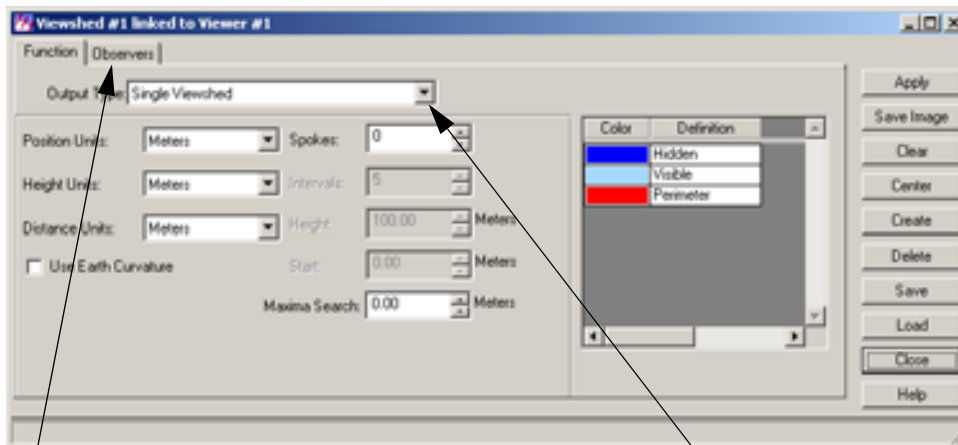 Viewshed #1 linked to Viewer #1
Function
Observers
Output Type: Single Viewshed
Position Units: Meters
Spokes: 0
Height Units: Meters
Intervals: 5
Distance Units: Meters
Height: 100.00 Meters
Use Earth Curvature
Start: 0.00 Meters
Maxima Search: 0.00 Meters
Color Definition
Hidden
Visible
Perimeter
Apply
Save Image
Clear
Center
Create
Delete
Save
Load
Close
Help